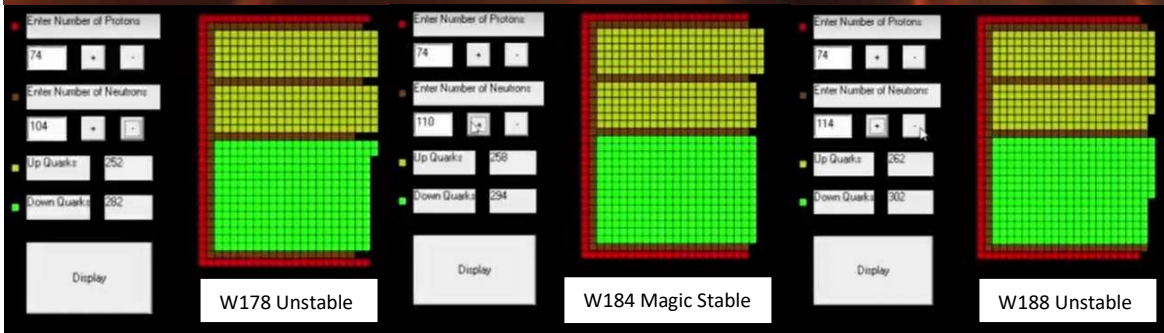 Enter Number of Protons
74 + -
Enter Number of Neutrons
104 + -
Up Quarks 252
Down Quarks 282
Display
W178 Unstable
Enter Number of Protons
74 + -
Enter Number of Neutrons
110 + -
Up Quarks 258
Down Quarks 294
Display
W184 Magic Stable
Enter Number of Protons
74 + -
Enter Number of Neutrons
114 + -
Up Quarks 262
Down Quarks 302
Display
W188 Unstable